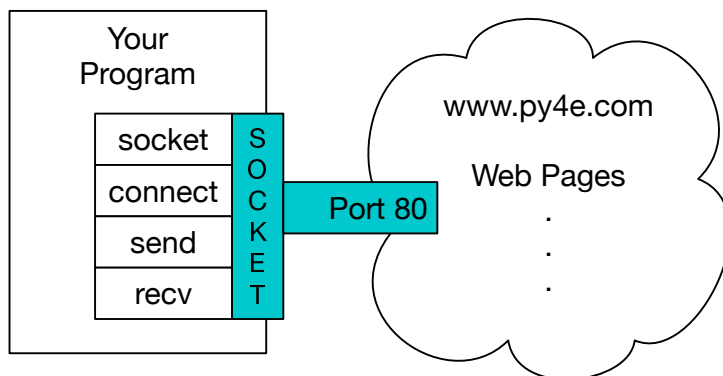 Your
Program
socket
connect
send
recv
S
O
C
K
E
T
Port 80
www.py4e.com
Web Pages
.
.
.